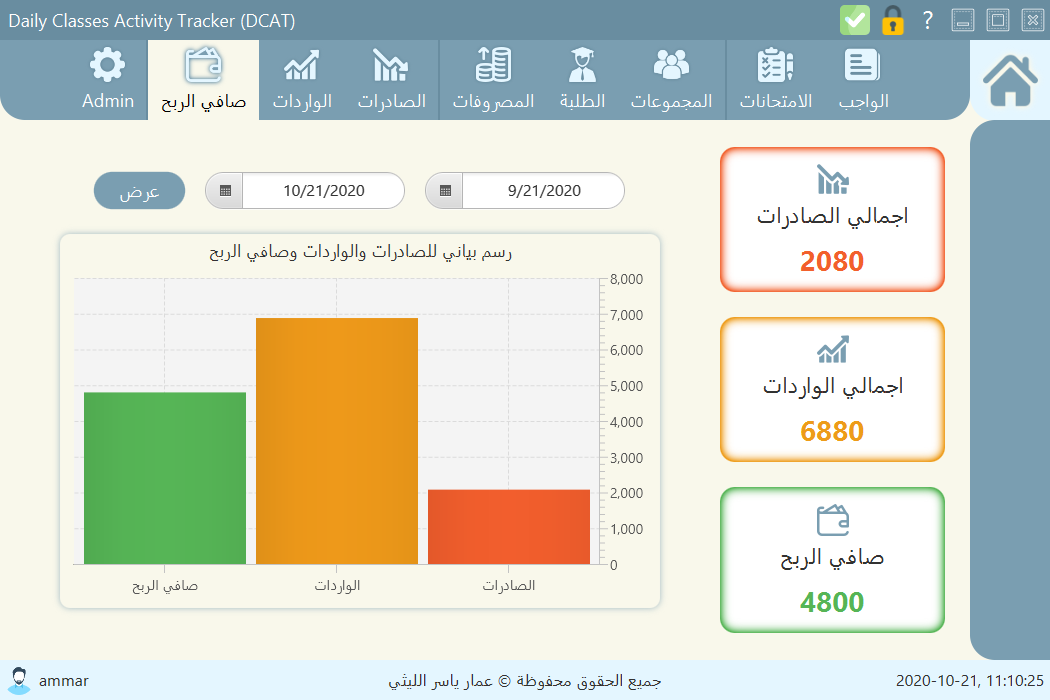 Daily Classes Activity Tracker (DCAT)
?
الواجب
الامتحانات
المجموعات
الطلبة
المصروفات
الصادرات
الواردات
صافي الربح
Admin
9/21/2020
10/21/2020
عرض
اجمالي الصادرات
2080
اجمالي الواردات
6880
صافي الربح
4800
رسم بياني للصادرات والواردات وصافي الربح
8,000
7,000
6,000
5,000
4,000
3,000
2,000
1,000
0
الصادرات
الواردات
صافي الربح
ammar
جميع الحقوق محفوظة © عمار ياسر الليثي
2020-10-21, 11:10:25